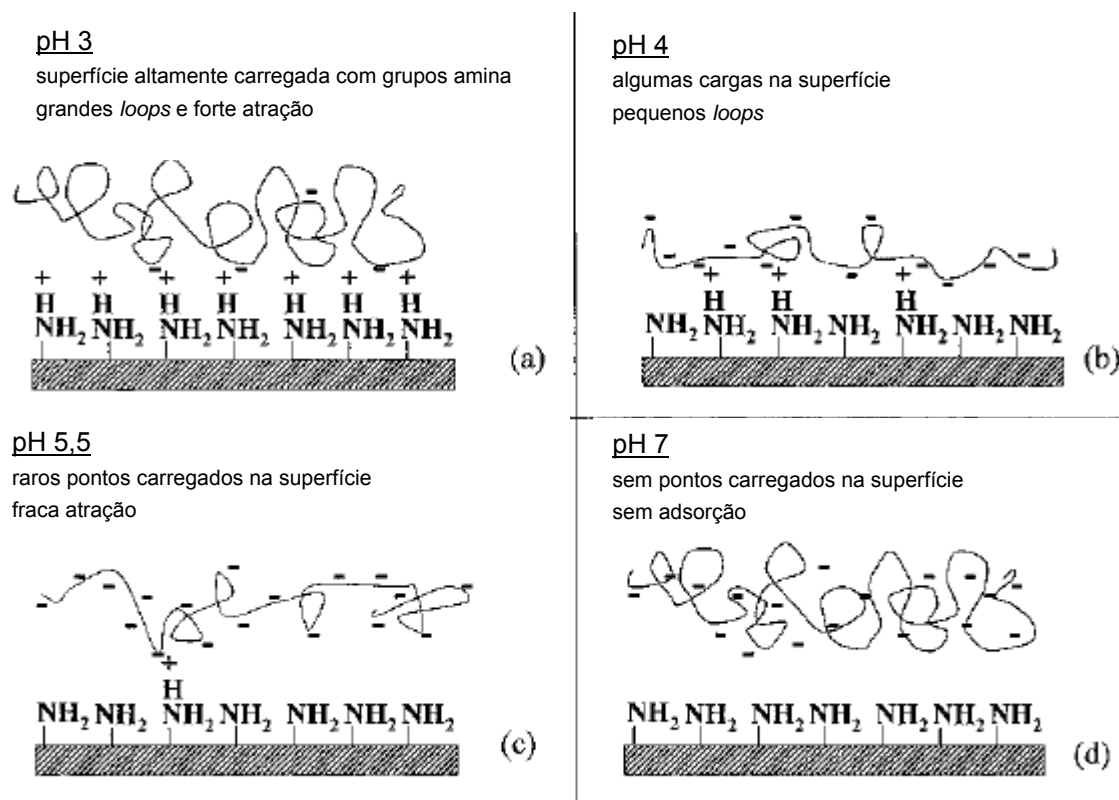 pH 3
superfície altamente carregada com grupos amina
grandes loops e forte atração
+ + + + + + +
H H H H H H H
NH2 NH2 NH2 NH2 NH2 NH2 NH2
(a)
pH 4
algumas cargas na superfície
pequenos loops
+ + +
H H H
NH2 NH2 NH2 NH2 NH2 NH2 NH2
(b)
pH 5,5
raros pontos carregados na superfície
fraca atração
+
H
NH2 NH2 NH2 NH2 NH2 NH2 NH2
(c)
pH 7
sem pontos carregados na superfície
sem adsorção
NH2 NH2 NH2 NH2 NH2 NH2 NH2
(d)